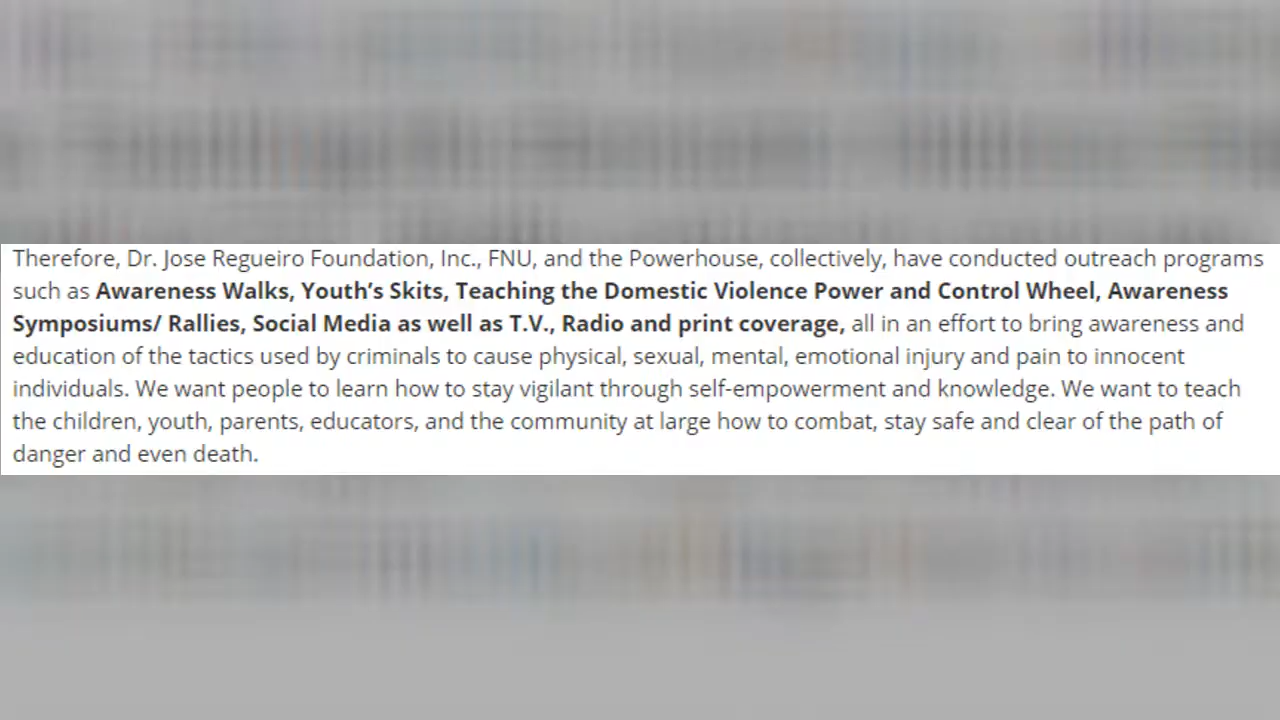 Therefore, Dr. Jose Regueiro Foundation, Inc., FNU, and the Powerhouse, collectively, have conducted outreach programs
such as Awareness Walks, Youth’s Skits, Teaching the Domestic Violence Power and Control Wheel, Awareness
Symposiums/ Rallies, Social Media as well as T.V., Radio and print coverage, all in an effort to bring awareness and
education of the tactics used by criminals to cause physical, sexual, mental, emotional injury and pain to innocent
individuals. We want people to learn how to stay vigilant through self-empowerment and knowledge. We want to teach
the children, youth, parents, educators, and the community at large how to combat, stay safe and clear of the path of
danger and even death.